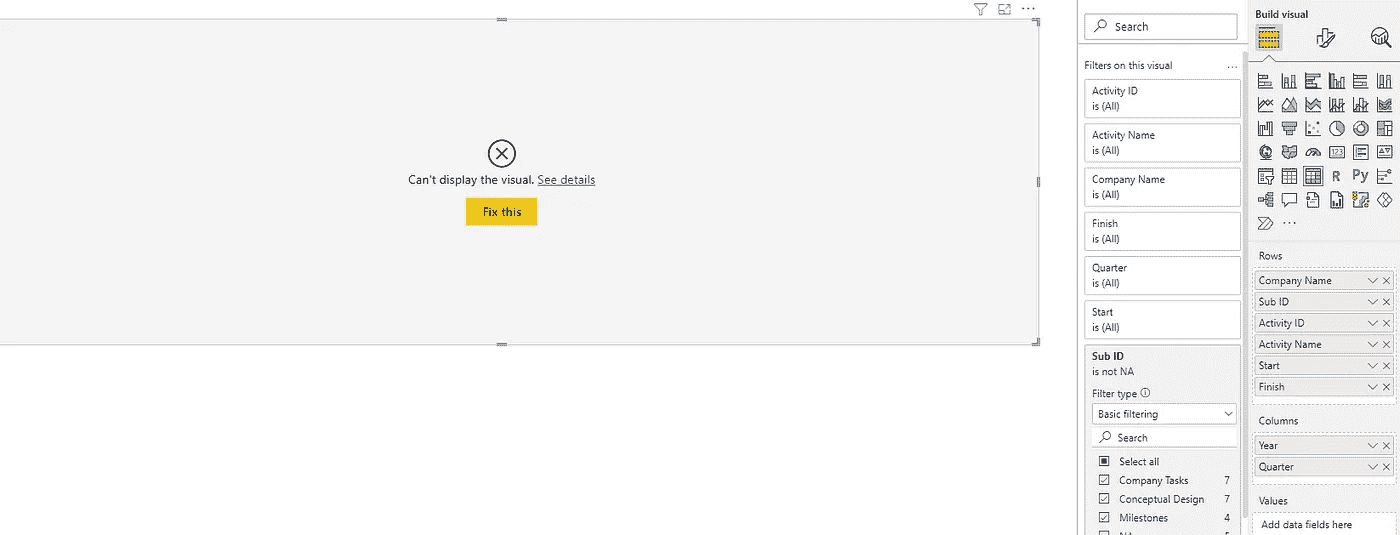 Can't display the visual. See details
Fix this
Search
Filters on this visual
...
Activity ID
is (All)
Activity Name
is (All)
Company Name
is (All)
Finish
is (All)
Quarter
is (All)
Start
is (All)
Sub ID
is not NA
Filter type
Basic filtering
Search
Select all
Company Tasks 7
Conceptual Design 7
Milestones 4
Build visual
123
R
Py
...
Rows
Company Name
Sub ID
Activity ID
Activity Name
Start
Finish
Columns
Year
Quarter
Values
Add data fields here